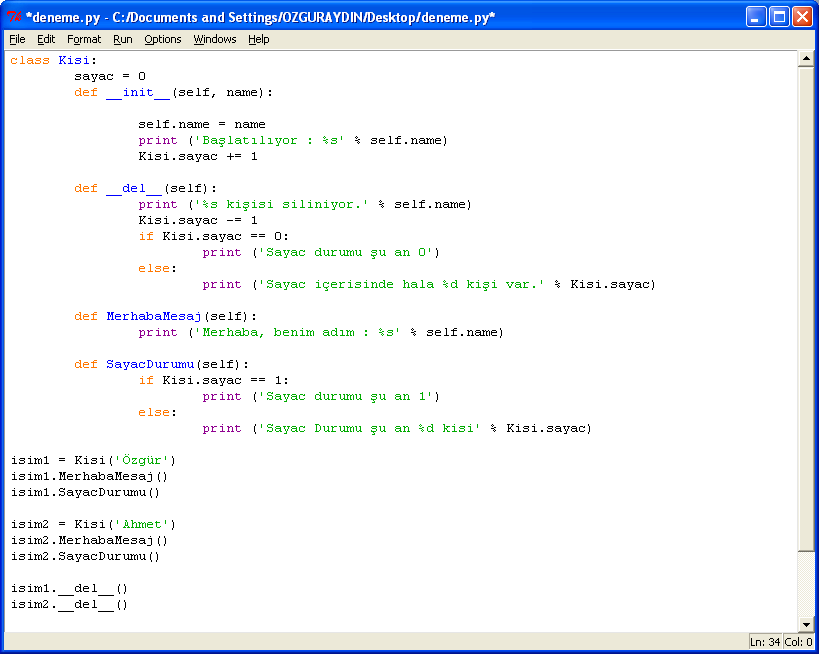 *deneme.py - C:/Documents and Settings/OZGURAYDIN/Desktop/deneme.py*
File Edit Format Run Options Windows Help
class Kisi:
        sayac = 0
        def __init__(self, name):

                self.name = name
                print ('Başlatılıyor : %s' % self.name)
                Kisi.sayac += 1

        def __del__(self):
                print ('%s kişisi siliniyor.' % self.name)
                Kisi.sayac -= 1
                if Kisi.sayac == 0:
                        print ('Sayac durumu şu an 0')
                else:
                        print ('Sayac içerisinde hala %d kişi var.' % Kisi.sayac)

        def MerhabaMesaj(self):
                print ('Merhaba, benim adım : %s' % self.name)

        def SayacDurumu(self):
                if Kisi.sayac == 1:
                        print ('Sayac durumu şu an 1')
                else:
                        print ('Sayac Durumu şu an %d kisi' % Kisi.sayac)

isim1 = Kisi('Özgür')
isim1.MerhabaMesaj()
isim1.SayacDurumu()

isim2 = Kisi('Ahmet')
isim2.MerhabaMesaj()
isim2.SayacDurumu()

isim1.__del__()
isim2.__del__()
Ln: 34 Col: 0